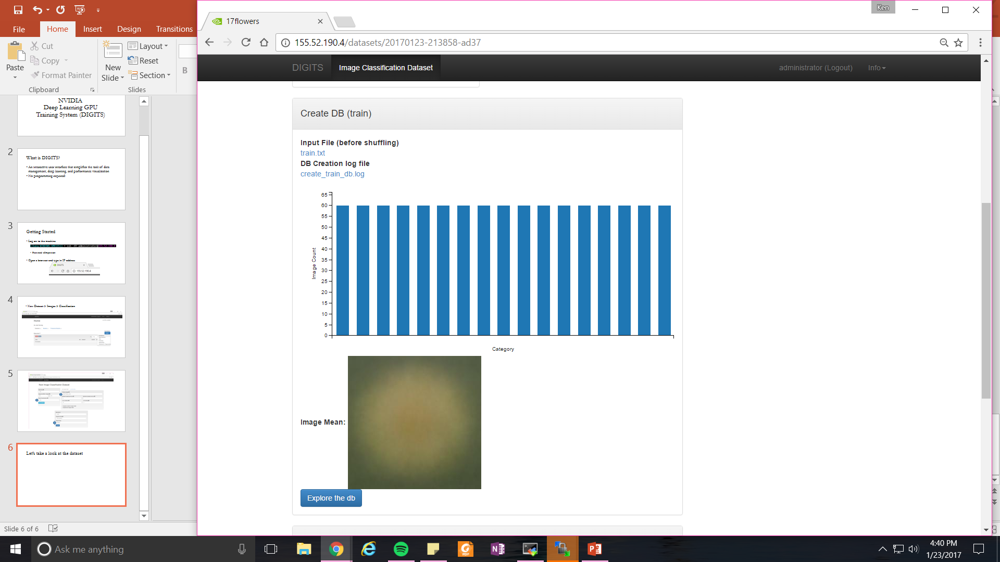 Ken
File
Home
Insert
Design
Transitions
17flowers
155.52.190.4/datasets/20170123-213858-ad37
Paste
Cut
Copy
Format Painter
Clipboard
New
Slide
Layout
Reset
Section
Slides
B
DIGITS
Image Classification Dataset
administrator (Logout)
Info
NVIDIA
Deep Learning GPU
Training System (DIGITS)
2
What is DIGITS?
• An interactive user interface that simplifies the task of data
management, deep learning, and performance visualization
• No programming required!
3
Getting Started
• Log on to the machine
• Open a browser and type in IP address
DIGITS
155.52.190.4
4
• New Dataset > Images > Classification
Home
5
New Image Classification Dataset
6
Let's take a look at the dataset
Slide 6 of 6
Create DB (train)
Input File (before shuffling)
train.txt
DB Creation log file
create_train_db.log
65
60
55
50
45
40
35
30
25
20
15
10
5
0
Image Count
Category
Image Mean:
Explore the db
Ask me anything
4:40 PM
1/23/2017